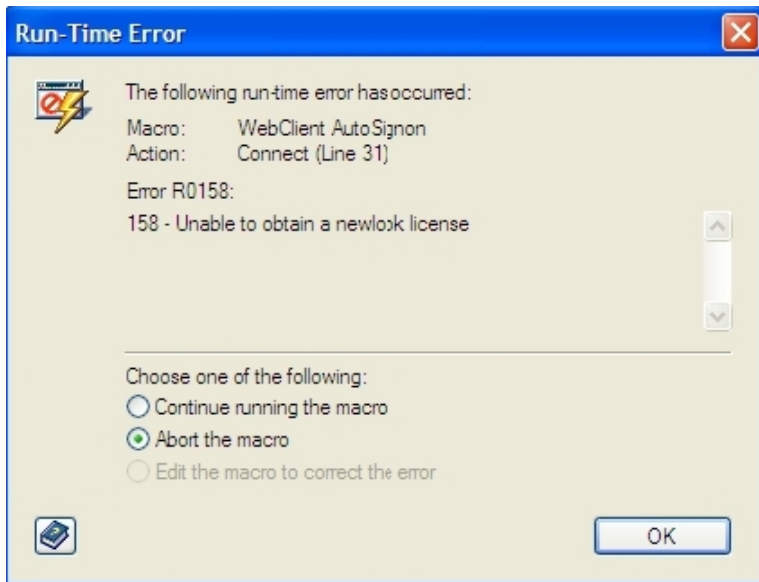 Run-Time Error
The following run-time error has occurred:
Macro: WebClient AutoSignon
Action: Connect (Line 31)
Error R0158:
158 - Unable to obtain a newlook license
Choose one of the following:
Continue running the macro
Abort the macro
Edit the macro to correct the error
OK